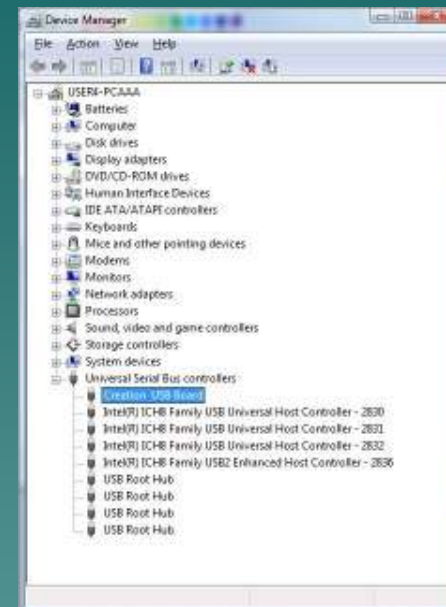 Device Manager
File Action View Help
USER4-PCAAA
Batteries
Computer
Disk drives
Display adapters
DVD/CD-ROM drives
Human Interface Devices
IDE ATA/ATAPI controllers
Keyboards
Mice and other pointing devices
Modems
Monitors
Network adapters
Processors
Sound, video and game controllers
Storage controllers
System devices
Universal Serial Bus controllers
Creation USB Board
Intel(R) ICH8 Family USB Universal Host Controller - 2830
Intel(R) ICH8 Family USB Universal Host Controller - 2831
Intel(R) ICH8 Family USB Universal Host Controller - 2832
Intel(R) ICH8 Family USB2 Enhanced Host Controller - 2836
USB Root Hub
USB Root Hub
USB Root Hub
USB Root Hub